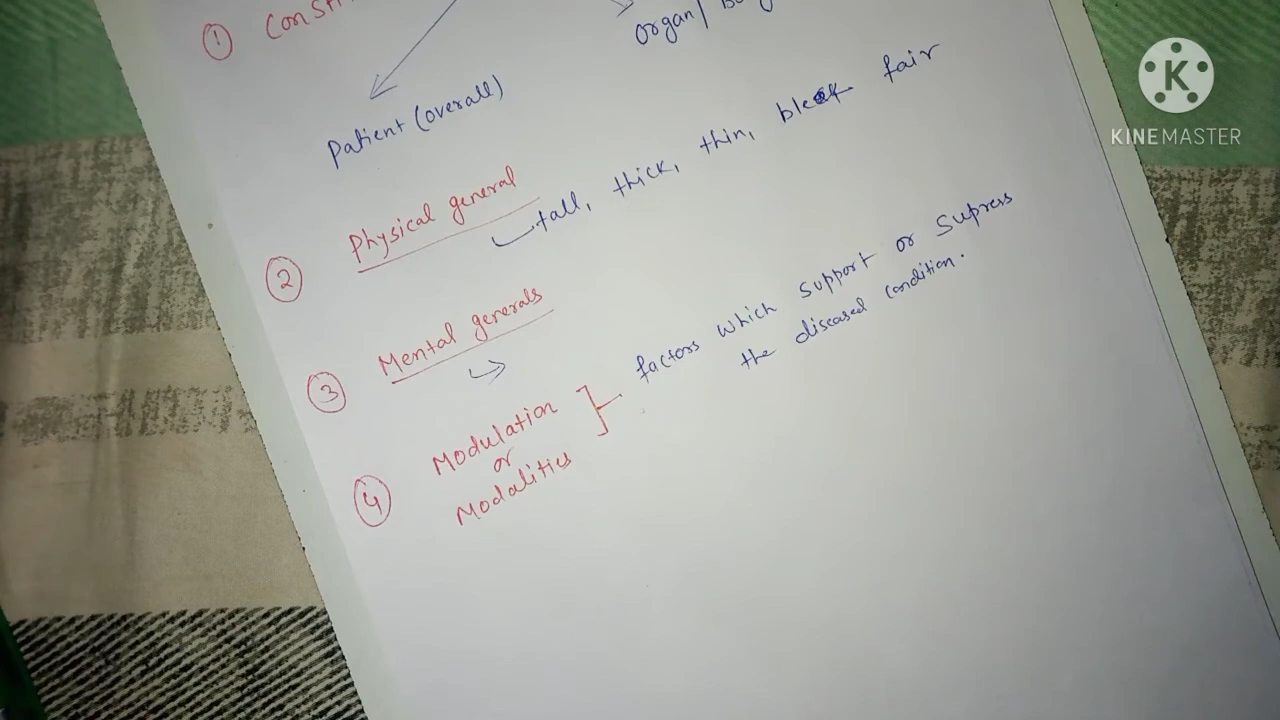 ①
Organ/
Patient (overall)
② Physical general
tall, thick, thin, black fair
③ Mental generals
④ Modulation
or
Modalities
factors which support or supress
the diseased condition.
K
KINEMASTER